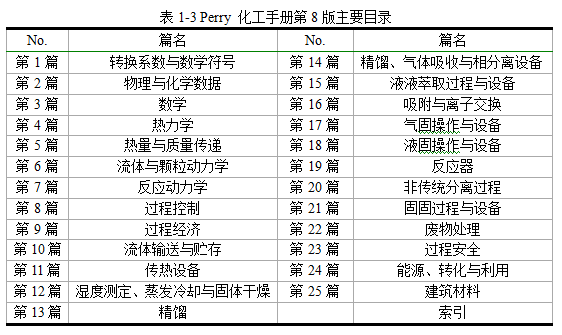 表 1-3 Perry 化工手册第 8 版主要目录
No. 篇名 No. 篇名
第 1 篇 转换系数与数学符号 第 14 篇 精馏、气体吸收与相分离设备
第 2 篇 物理与化学数据 第 15 篇 液液萃取过程与设备
第 3 篇 数学 第 16 篇 吸附与离子交换
第 4 篇 热力学 第 17 篇 气固操作与设备
第 5 篇 热量与质量传递 第 18 篇 液固操作与设备
第 6 篇 流体与颗粒动力学 第 19 篇 反应器
第 7 篇 反应动力学 第 20 篇 非传统分离过程
第 8 篇 过程控制 第 21 篇 固固过程与设备
第 9 篇 过程经济 第 22 篇 废物处理
第 10 篇 流体输送与贮存 第 23 篇 过程安全
第 11 篇 传热设备 第 24 篇 能源、转化与利用
第 12 篇 湿度测定、蒸发冷却与固体干燥 第 25 篇 建筑材料
第 13 篇 精馏 索引